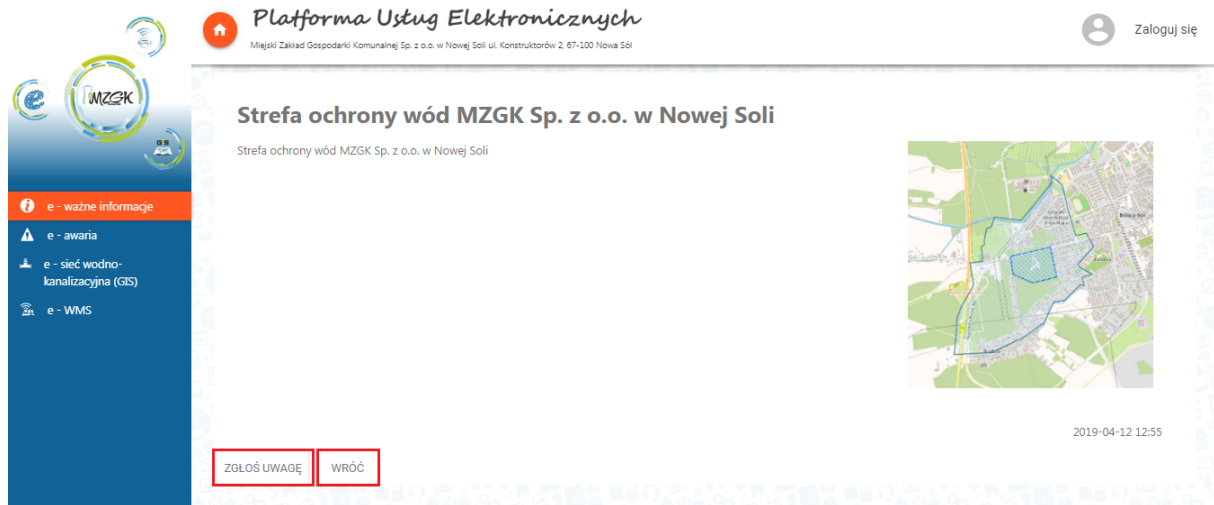 Platforma Usług Elektronicznych
Miejski Zakład Gospodarki Komunalnej Sp. z o.o. w Nowej Soli ul. Konstruktorów 2, 67-100 Nowa Sól
Zaloguj się
e
MZGK
GIS
e - ważne informacje
e - awaria
e - sieć wodno-
kanalizacyjna (GIS)
e - WMS
Strefa ochrony wód MZGK Sp. z o.o. w Nowej Soli
Strefa ochrony wód MZGK Sp. z o.o. w Nowej Soli
Nowa Sól
2019-04-12 12:55
ZGŁOŚ UWAGĘ
WRÓĆ